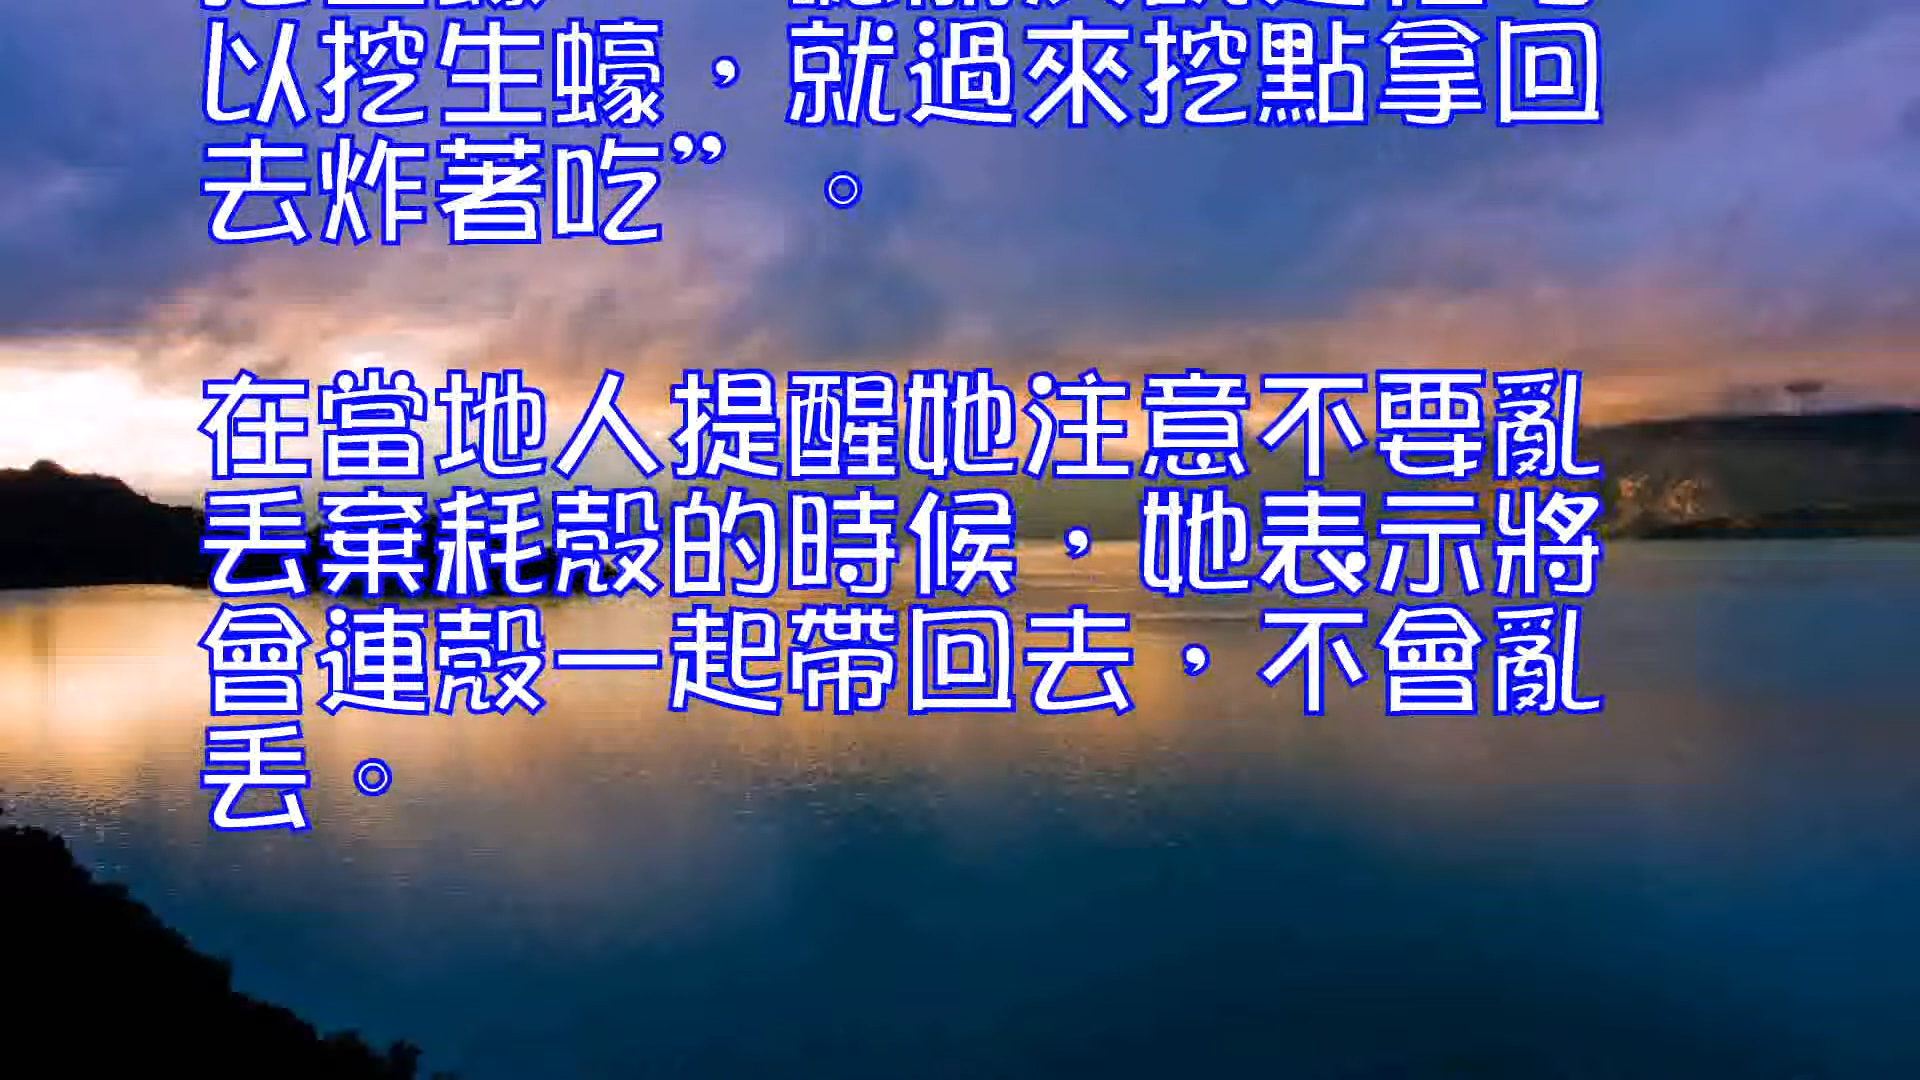 以挖生蠔，就過來挖點拿回
去炸著吃”。
在當地人提醒她注意不要亂
丟棄耗殼的時候，她表示將
會連殼一起帶回去，不會亂
丟。